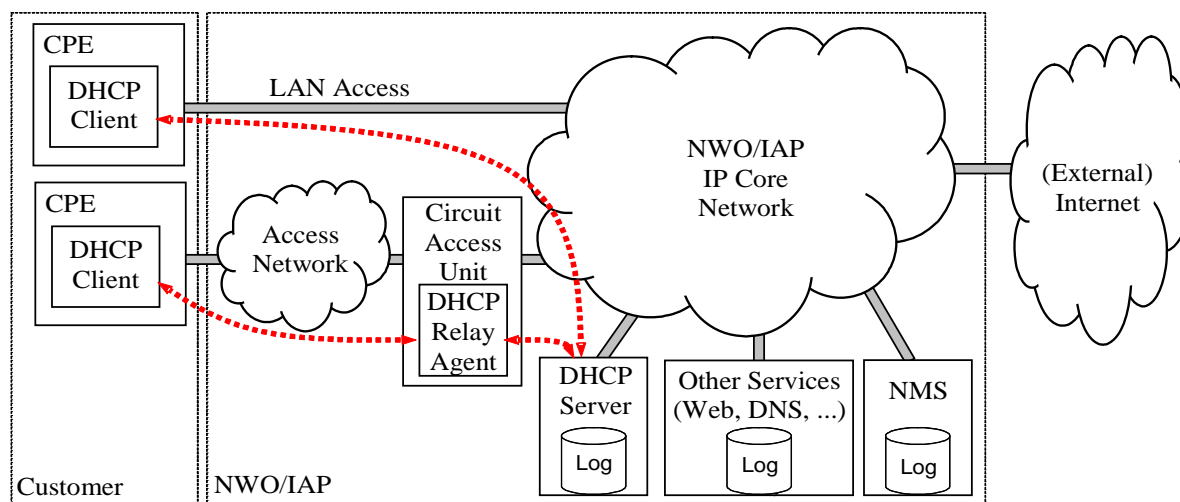 CPE
DHCP
Client
LAN Access
NWO/IAP
IP Core
Network
(External)
Internet
CPE
DHCP
Client
Access
Network
Circuit
Access
Unit
DHCP
Relay
Agent
DHCP
Server
Log
Other Services
(Web, DNS, ...)
Log
NMS
Log
Customer
NWO/IAP